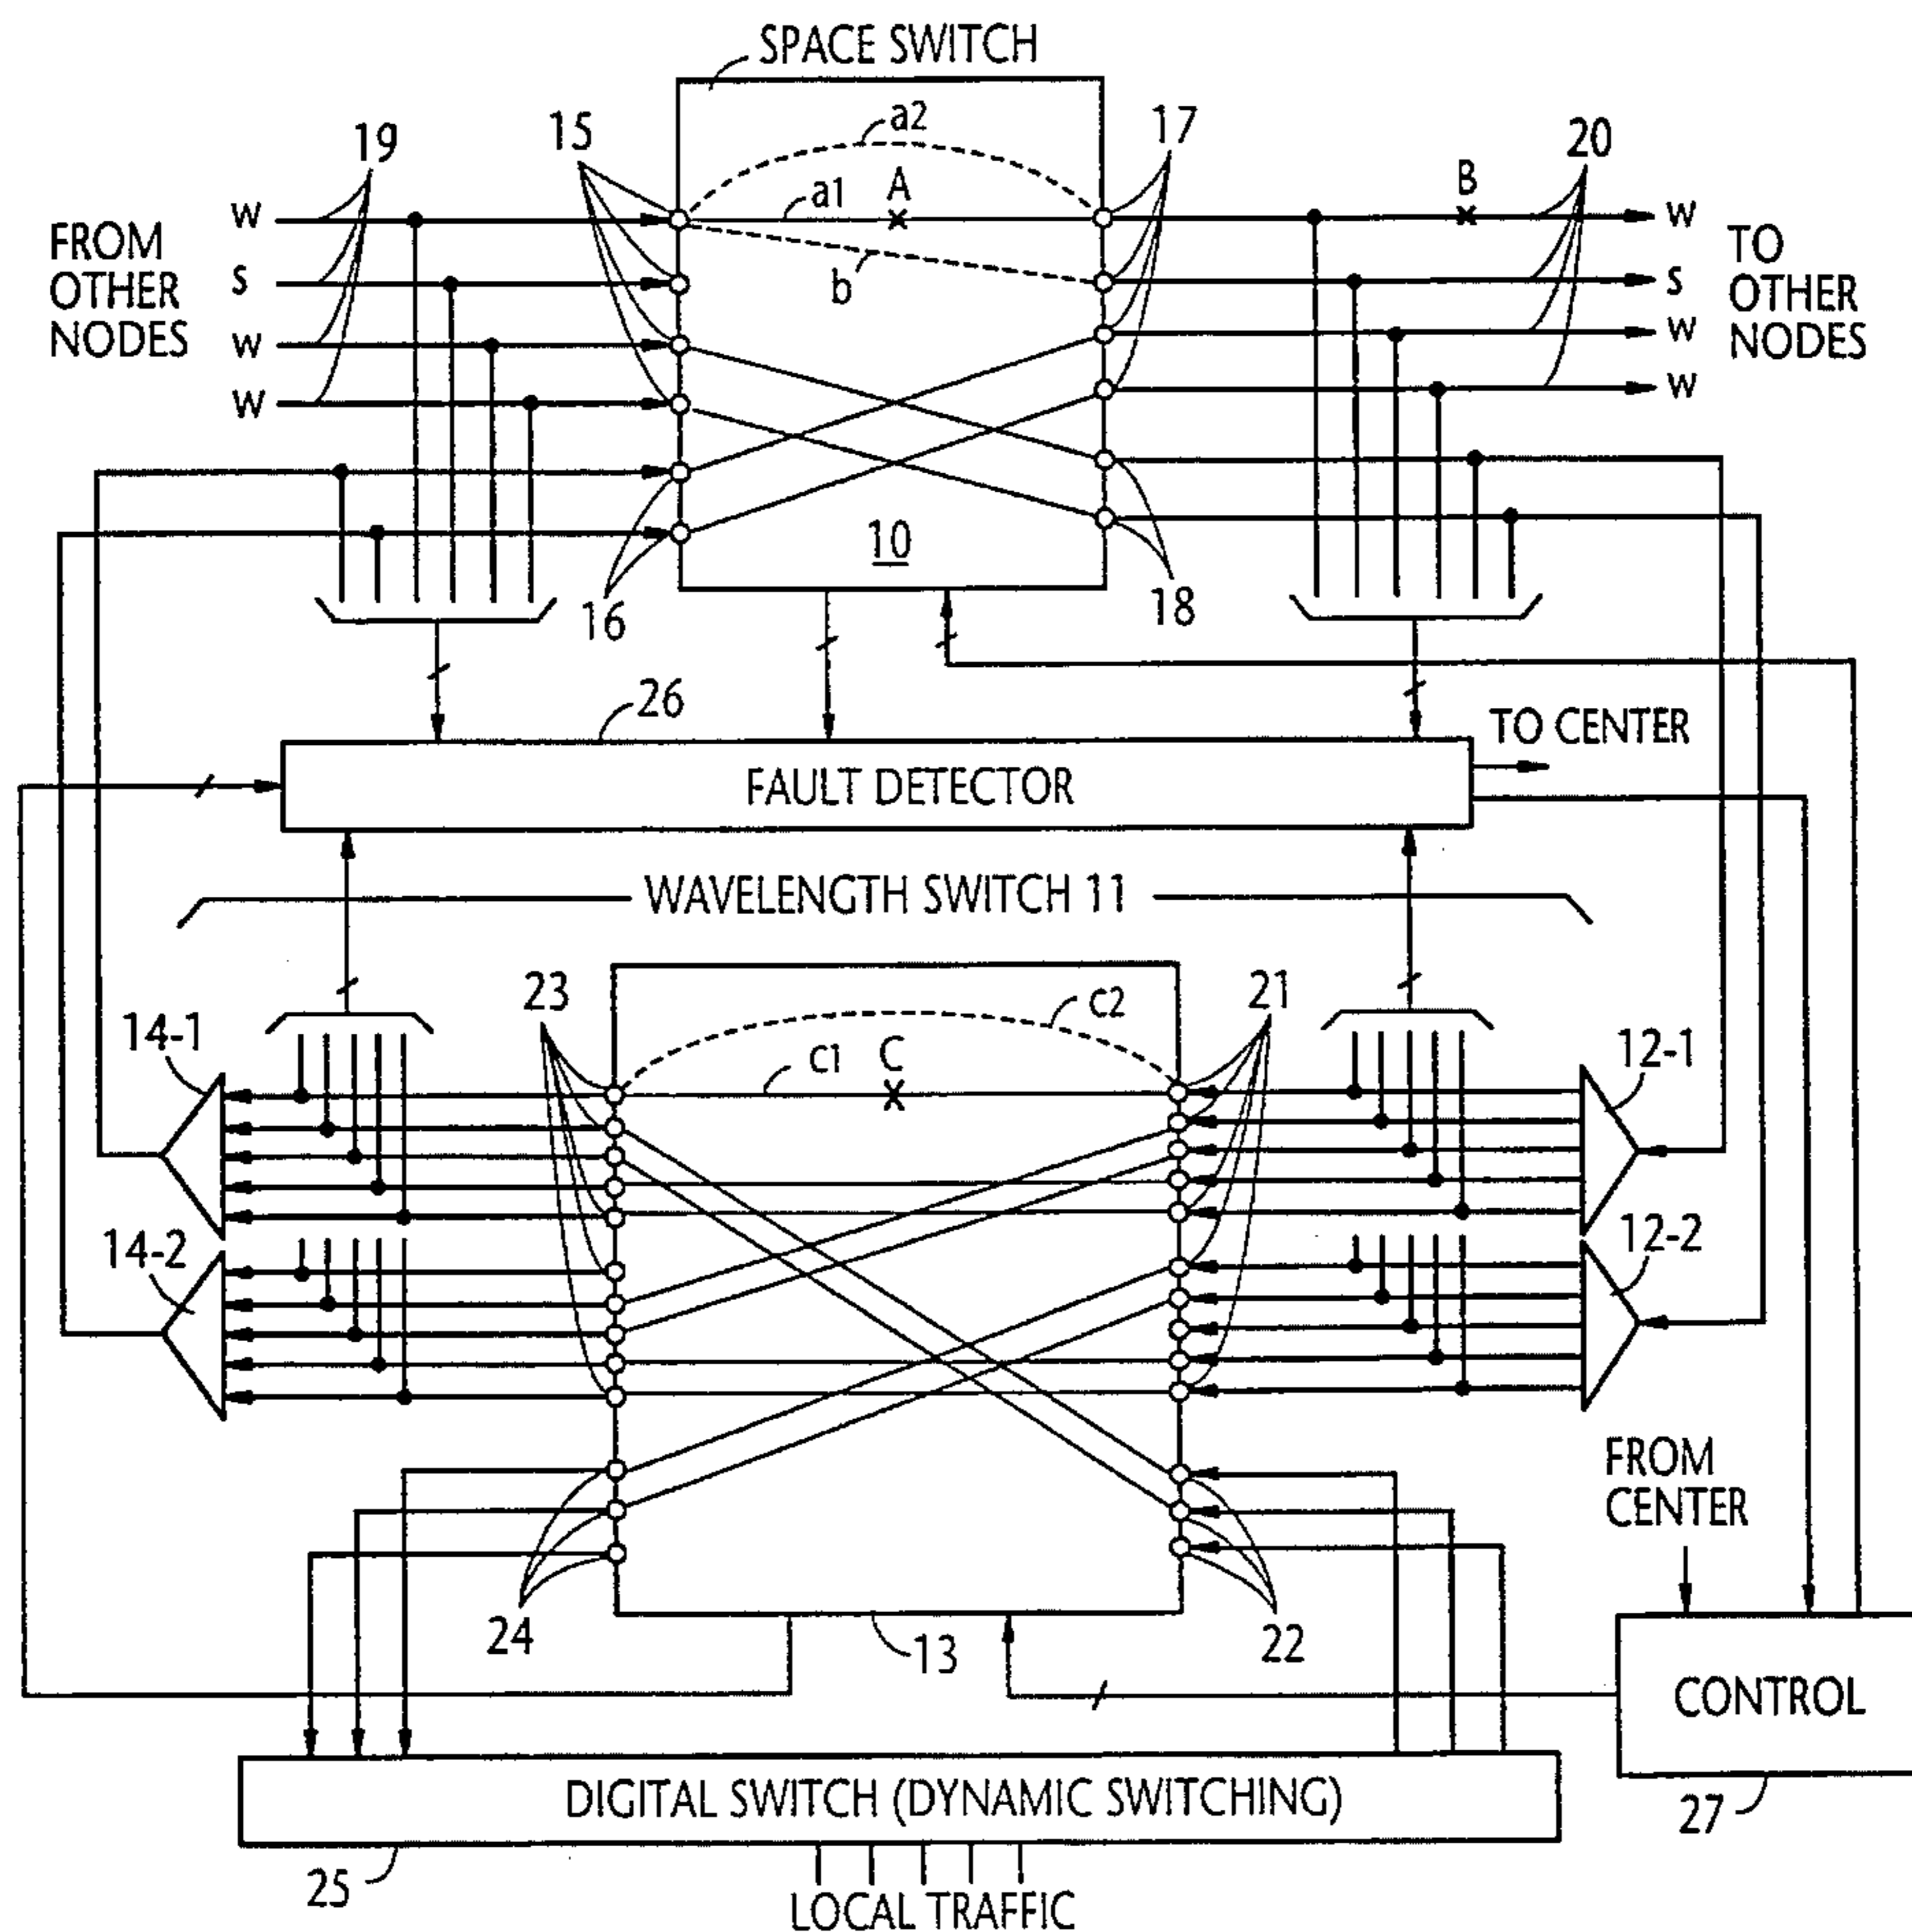 SPACE SWITCH
19
15
a2
17
20
a1
A
B
FROM
OTHER
NODES
W
S
W
W
b
W
S
W
W
TO
OTHER
NODES
10
16
18
26
TO CENTER
FAULT DETECTOR
WAVELENGTH SWITCH 11
23
21
c2
14-1
12-1
c1
C
14-2
12-2
FROM
CENTER
24
13
22
CONTROL
27
DIGITAL SWITCH (DYNAMIC SWITCHING)
25
LOCAL TRAFFIC